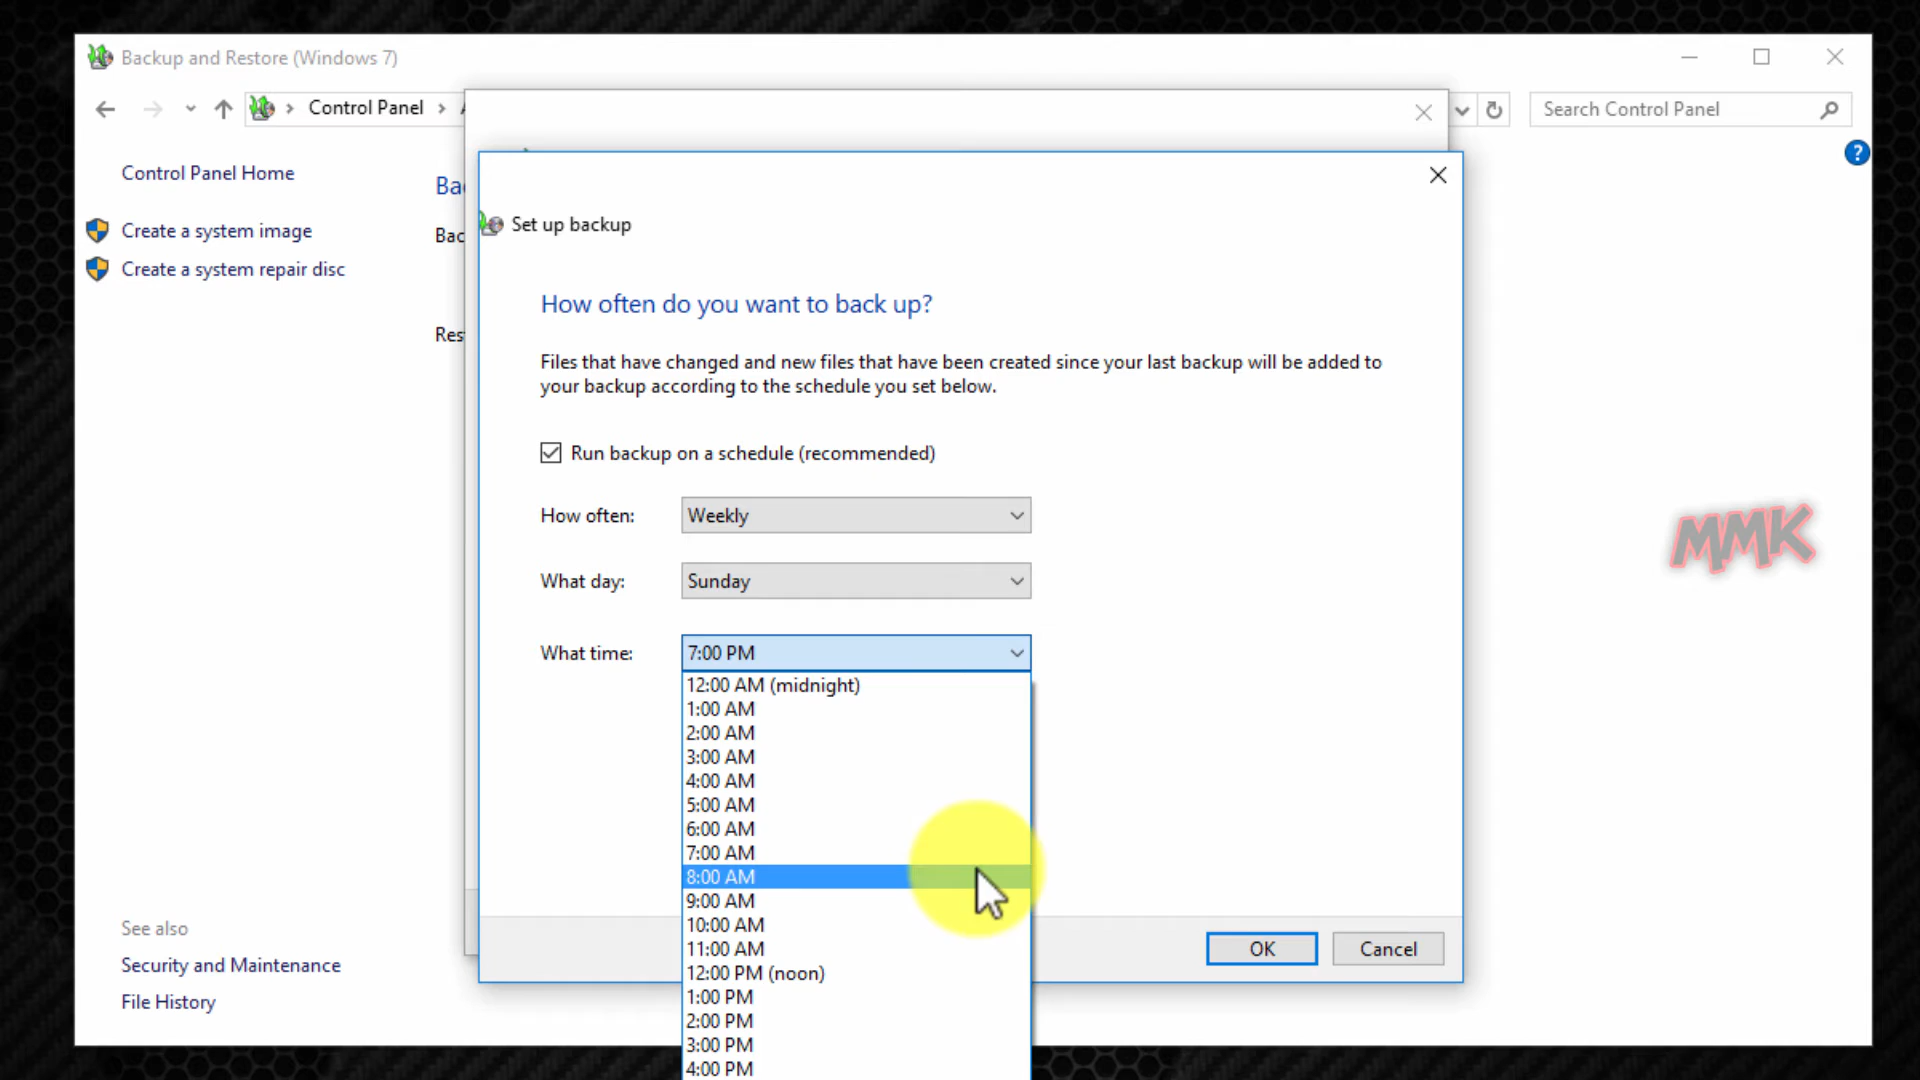 Backup and Restore (Windows 7)
Control Panel
Search Control Panel
Control Panel Home
Create a system image
Create a system repair disc
Set up backup
How often do you want to back up?
Files that have changed and new files that have been created since your last backup will be added to
your backup according to the schedule you set below.
Run backup on a schedule (recommended)
How often: Weekly
What day: Sunday
What time: 7:00 PM
12:00 AM (midnight)
1:00 AM
2:00 AM
3:00 AM
4:00 AM
5:00 AM
6:00 AM
7:00 AM
8:00 AM
9:00 AM
10:00 AM
11:00 AM
12:00 PM (noon)
1:00 PM
2:00 PM
3:00 PM
4:00 PM
OK Cancel
See also
Security and Maintenance
File History
MMK